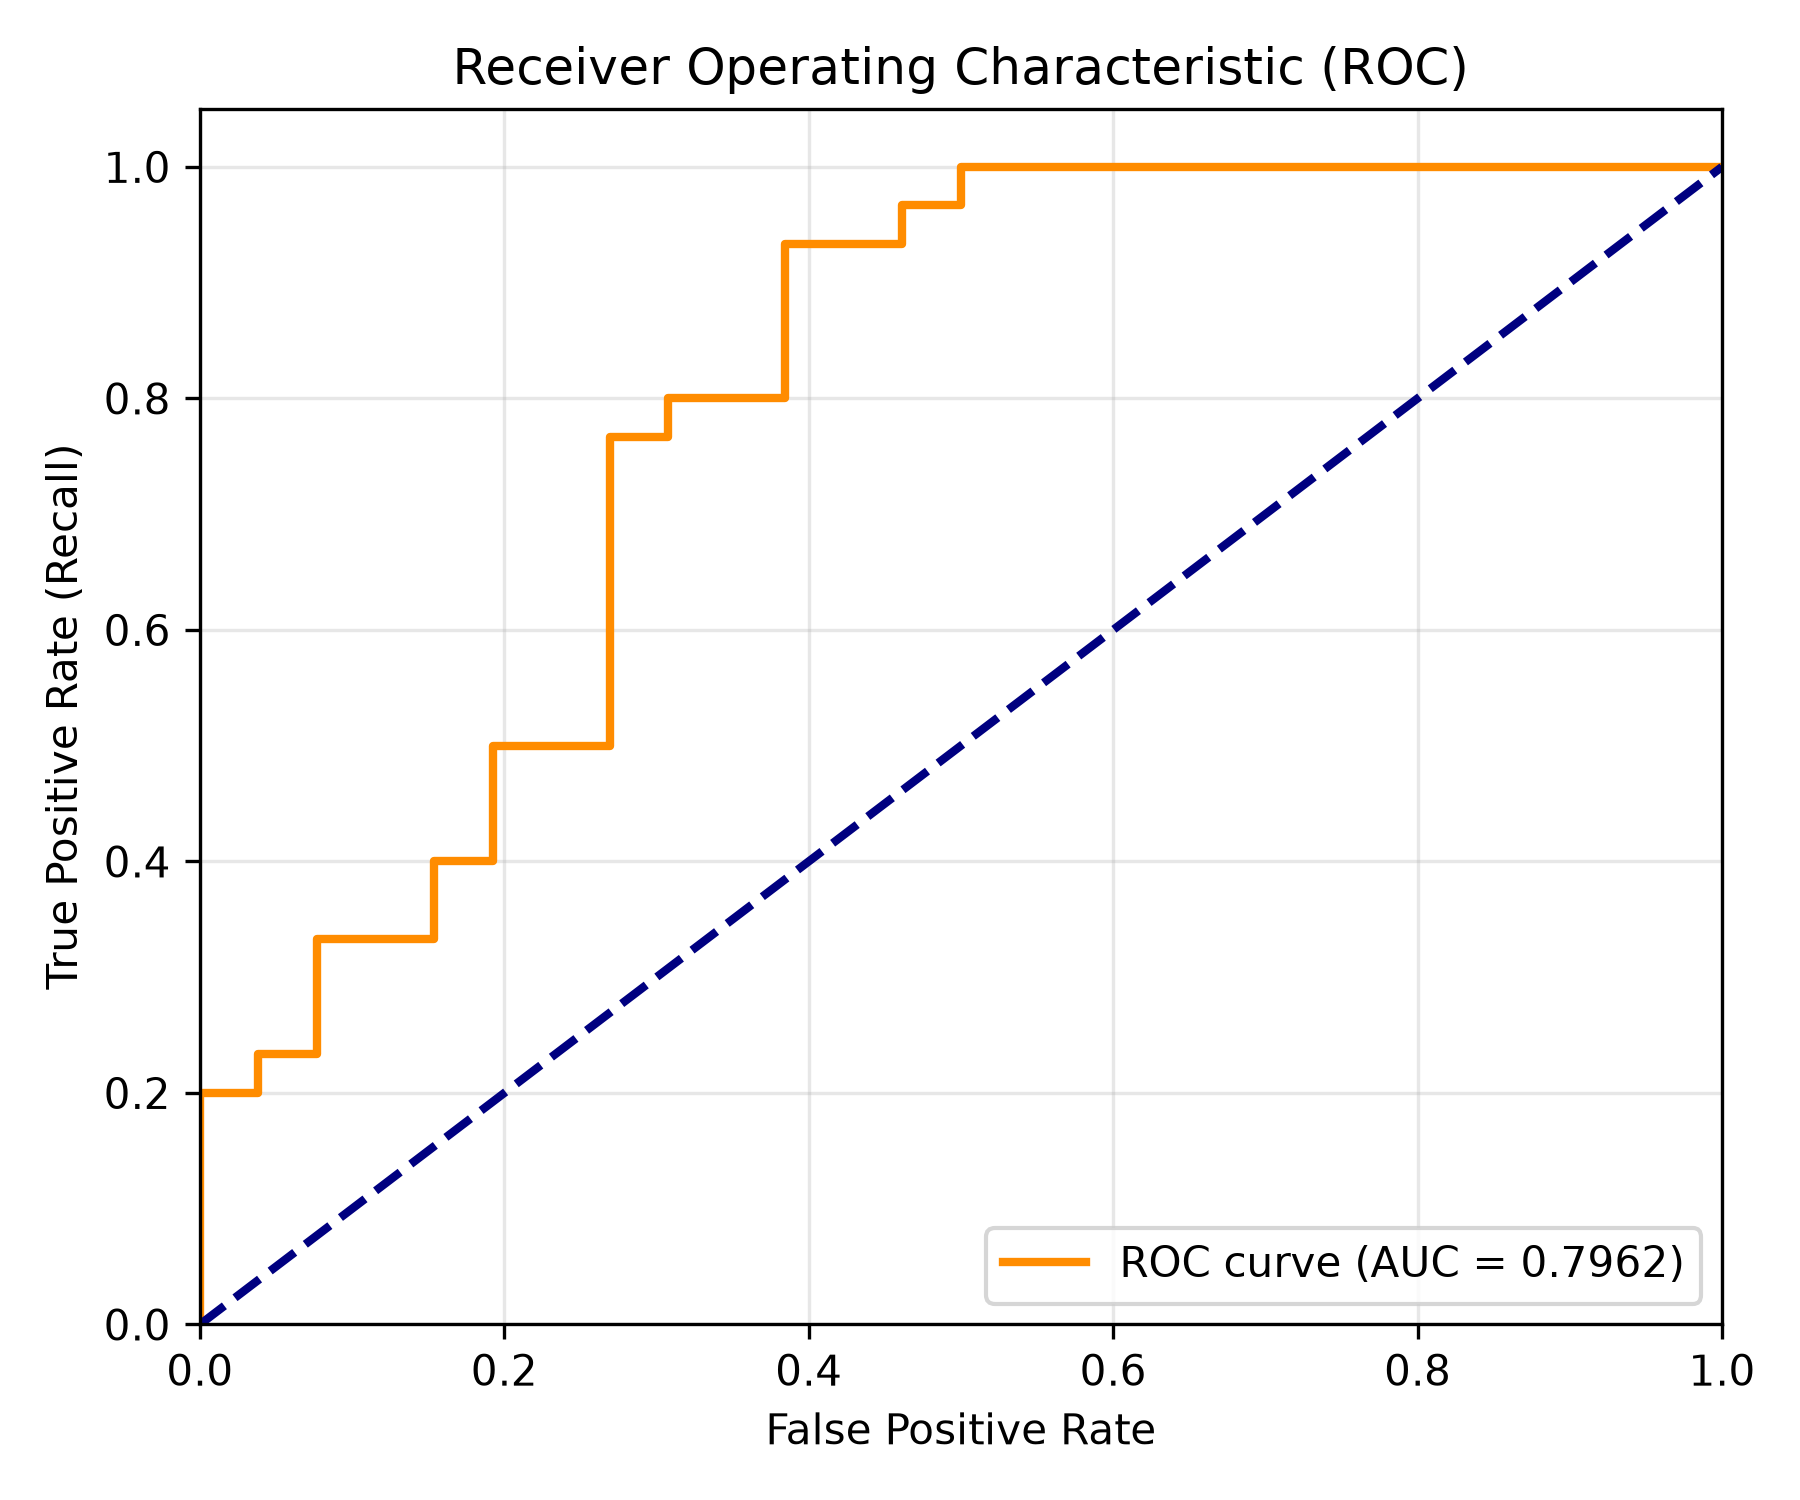 Receiver Operating Characteristic (ROC)
True Positive Rate (Recall)
1.0
0.8
0.6
0.4
0.2
0.0
0.0 0.2 0.4 0.6 0.8 1.0
False Positive Rate
ROC curve (AUC = 0.7962)